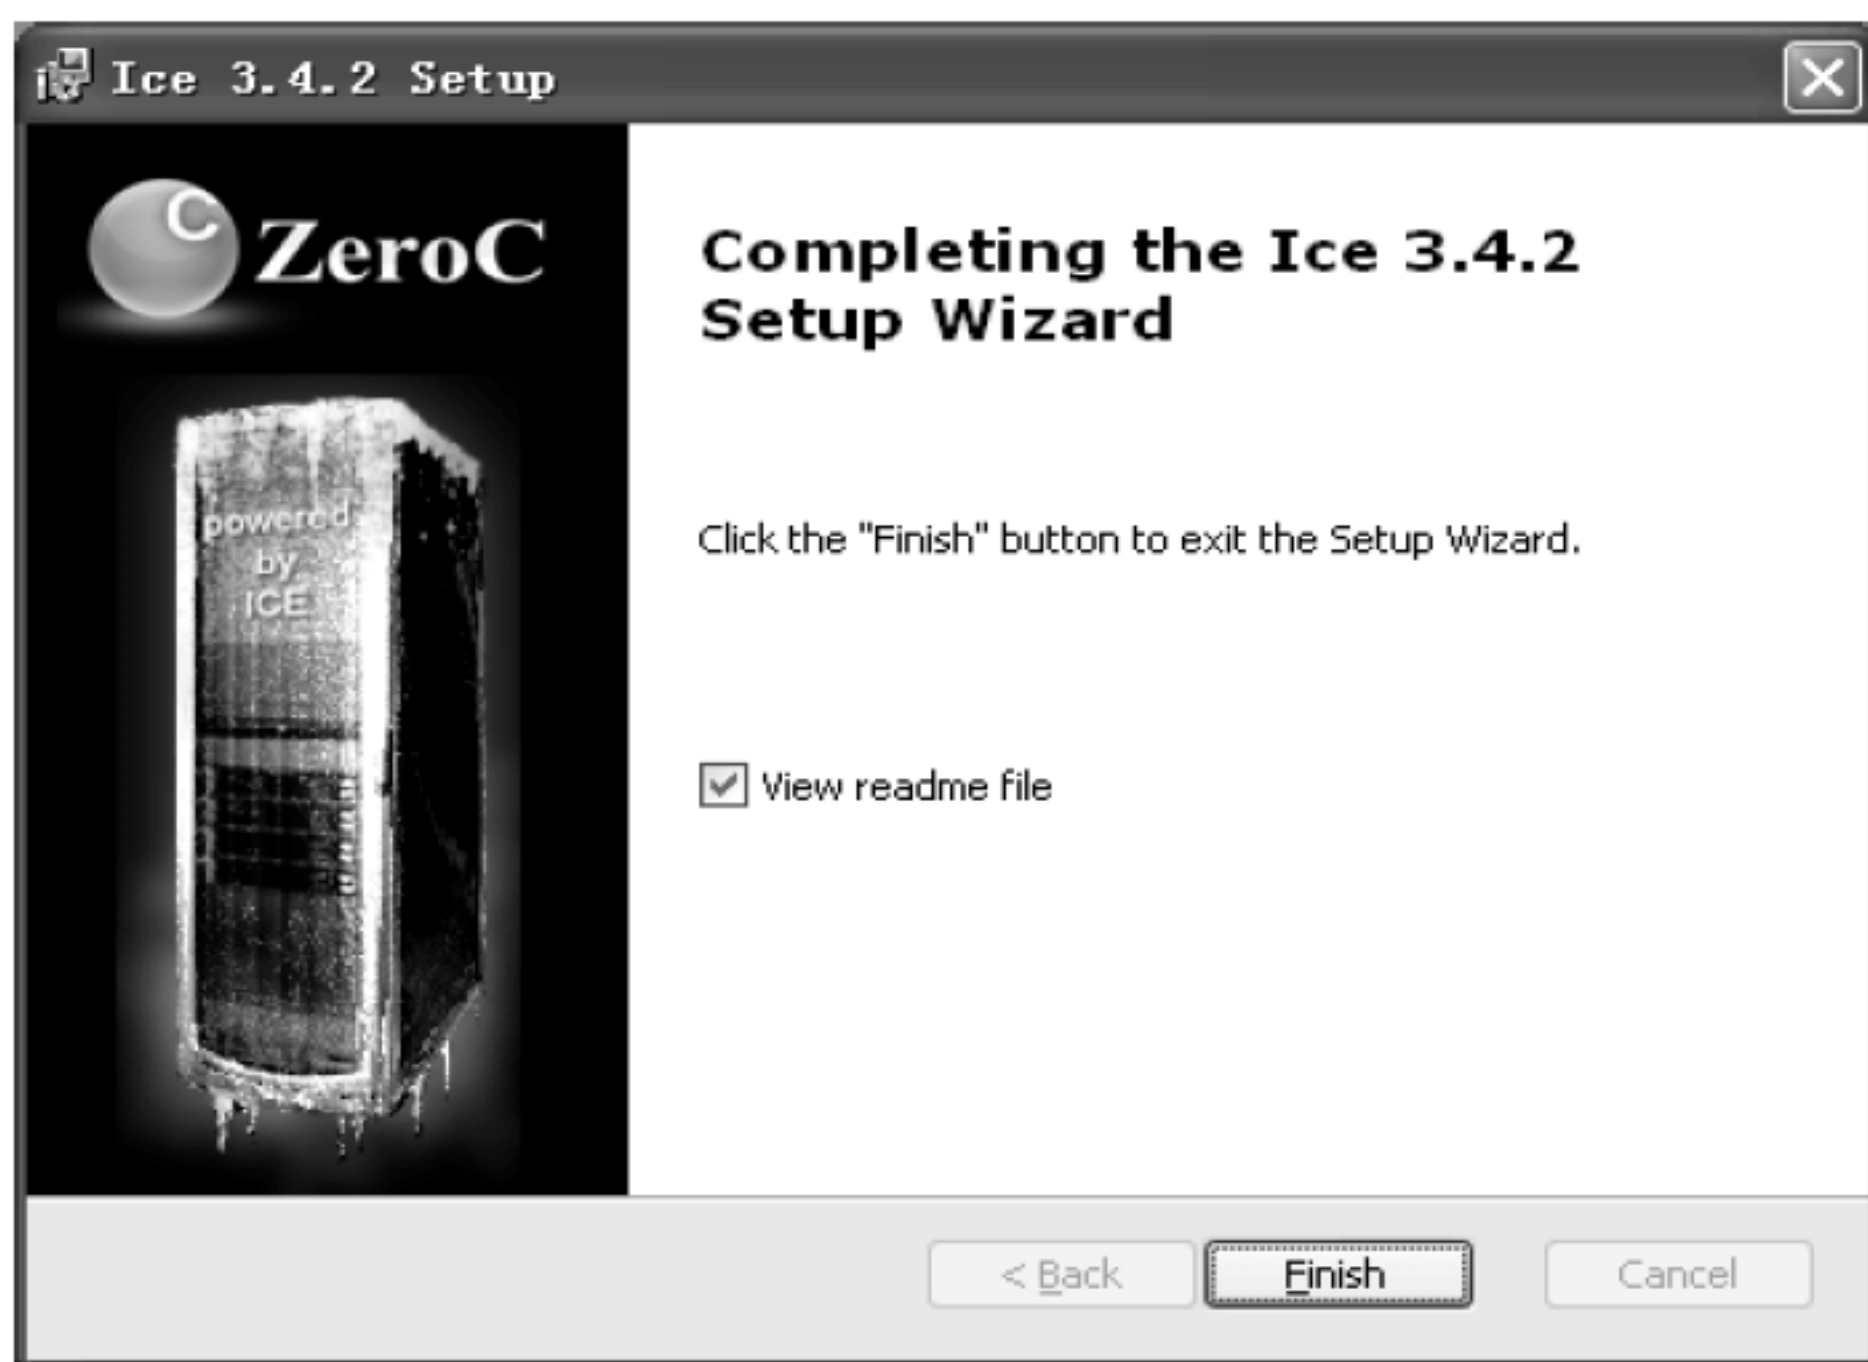 Ice 3.4.2 Setup
C ZeroC
Completing the Ice 3.4.2
Setup Wizard
powered
by
ICE
Click the "Finish" button to exit the Setup Wizard.
View readme file
< Back
Finish
Cancel